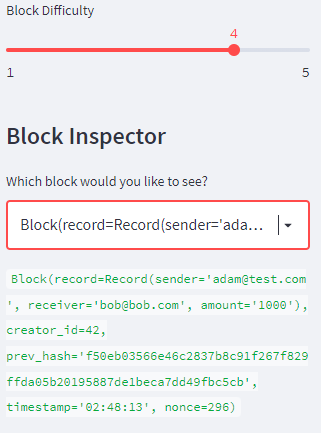 Block Difficulty
4
1 5
Block Inspector
Which block would you like to see?
Block(record=Record(sender='ada...
Block(record=Record(sender='adam@test.com
', receiver='bob@bob.com', amount='1000'),
creator_id=42,
prev_hash='f50eb03566e46c2837b8c91f267f829
ffda05b20195887de1beca7dd49fbc5cb',
timestamp='02:48:13', nonce=296)